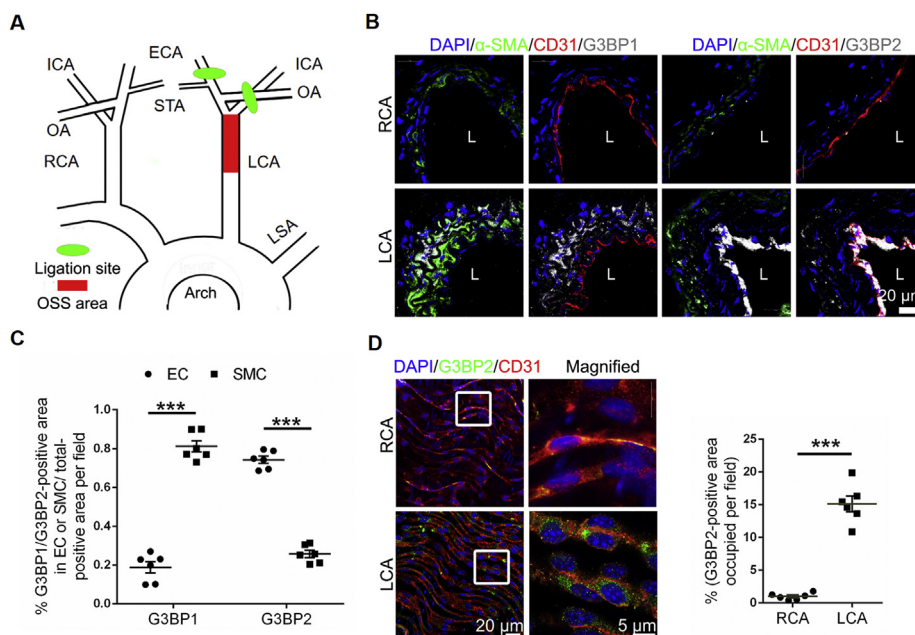 A
ECA
ICA
ICA
STA
OA
OA
RCA
LCA
LSA
Ligation site
OSS area
Arch
B
DAPI/α-SMA/CD31/G3BP1
DAPI/α-SMA/CD31/G3BP2
RCA
L
L
L
L
LCA
L
L
L
L
20 μm
C
EC
SMC
% G3BP1/G3BP2-positive area
in EC or SMC/ total-
positive area per field
1.0
0.8
0.6
0.4
0.2
0.0
***
***
G3BP1
G3BP2
D
DAPI/G3BP2/CD31
Magnified
RCA
LCA
20 μm
5 μm
% (G3BP2-positive area
occupied per field)
25
20
15
10
5
0
***
RCA
LCA